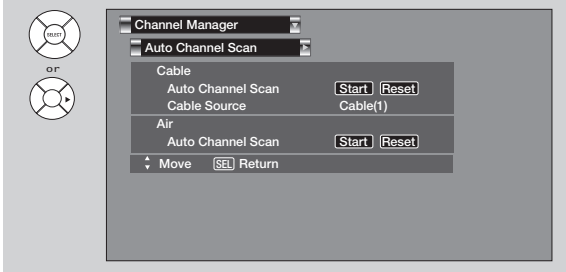 SELECT
or
Channel Manager
Auto Channel Scan
Cable
Auto Channel Scan Start Reset
Cable Source Cable(1)
Air
Auto Channel Scan Start Reset
Move SEL Return